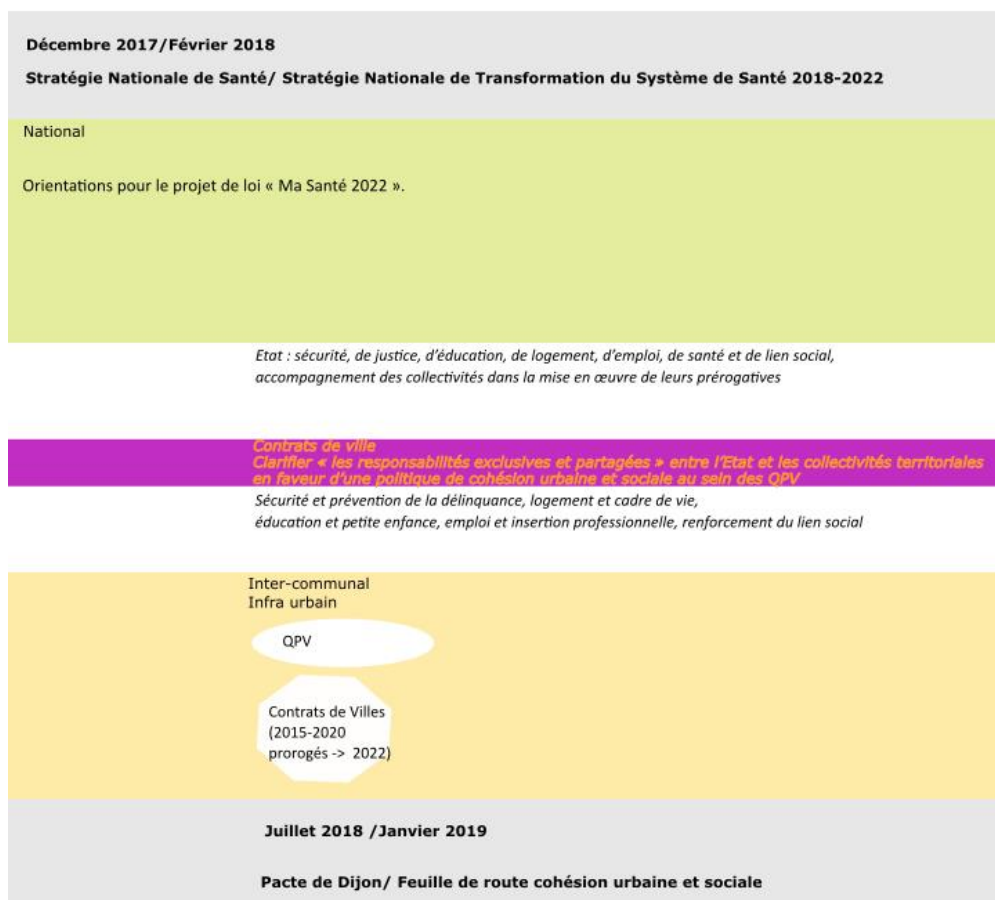 Décembre 2017/Février 2018
Stratégie Nationale de Santé/ Stratégie Nationale de Transformation du Système de Santé 2018-2022
National
Orientations pour le projet de loi « Ma Santé 2022 ».
Etat : sécurité, de justice, d’éducation, de logement, d’emploi, de santé et de lien social,
accompagnement des collectivités dans la mise en œuvre de leurs prérogatives
Contrats de ville
Clarifier « les responsabilités exclusives et partagées » entre l’Etat et les collectivités territoriales
en faveur d’une politique de cohésion urbaine et sociale au sein des QPV
Sécurité et prévention de la délinquance, logement et cadre de vie,
éducation et petite enfance, emploi et insertion professionnelle, renforcement du lien social
Inter-communal
Infra urbain
QPV
Contrats de Villes
(2015-2020
prorogés -> 2022)
Juillet 2018 /Janvier 2019
Pacte de Dijon/ Feuille de route cohésion urbaine et sociale